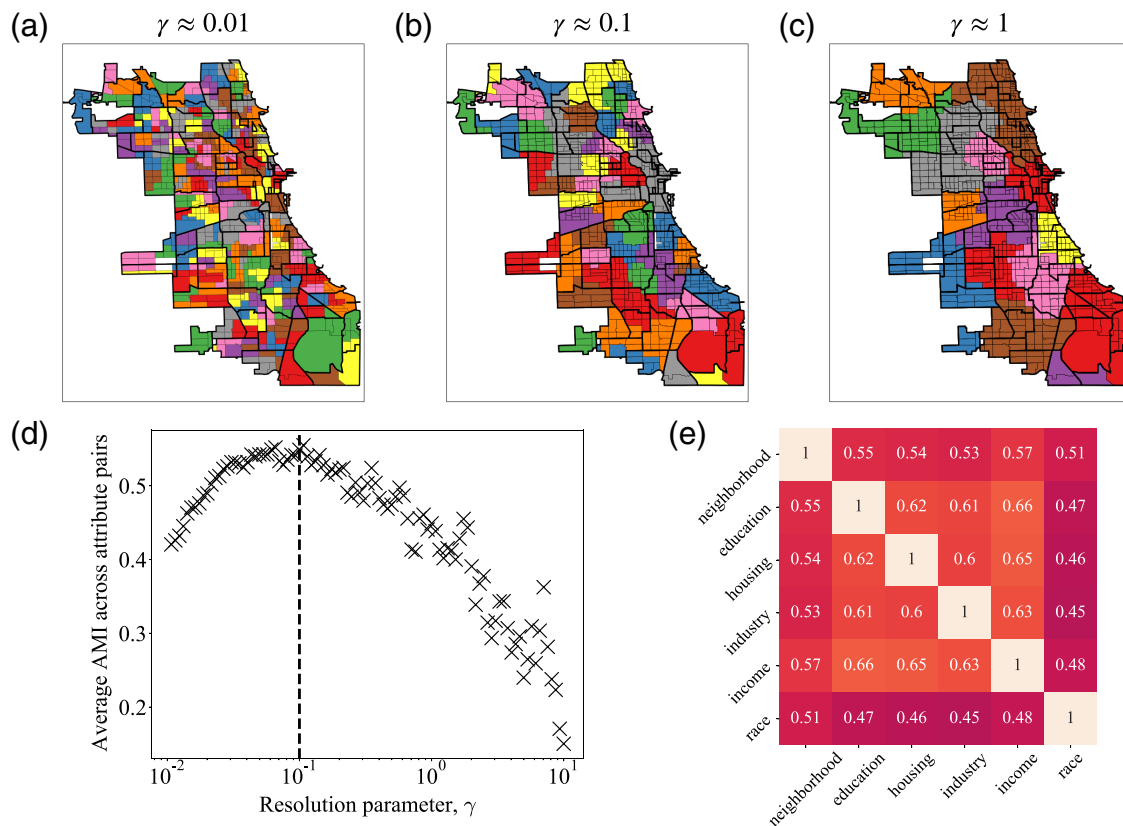 (a) γ ≈ 0.01
(b) γ ≈ 0.1
(c) γ ≈ 1
(d)
Average AMI across attribute pairs
0.5
0.4
0.3
0.2
10⁻² 10⁻¹ 10⁰ 10¹
Resolution parameter, γ
(e)
neighborhood 1 0.55 0.54 0.53 0.57 0.51
education 0.55 1 0.62 0.61 0.66 0.47
housing 0.54 0.62 1 0.6 0.65 0.46
industry 0.53 0.61 0.6 1 0.63 0.45
income 0.57 0.66 0.65 0.63 1 0.48
race 0.51 0.47 0.46 0.45 0.48 1
neighborhood education housing industry income race